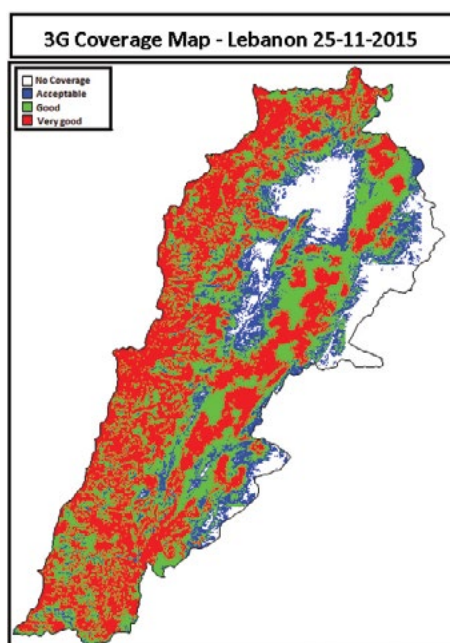 3G Coverage Map - Lebanon 25-11-2015
No Coverage
Acceptable
Good
Very good